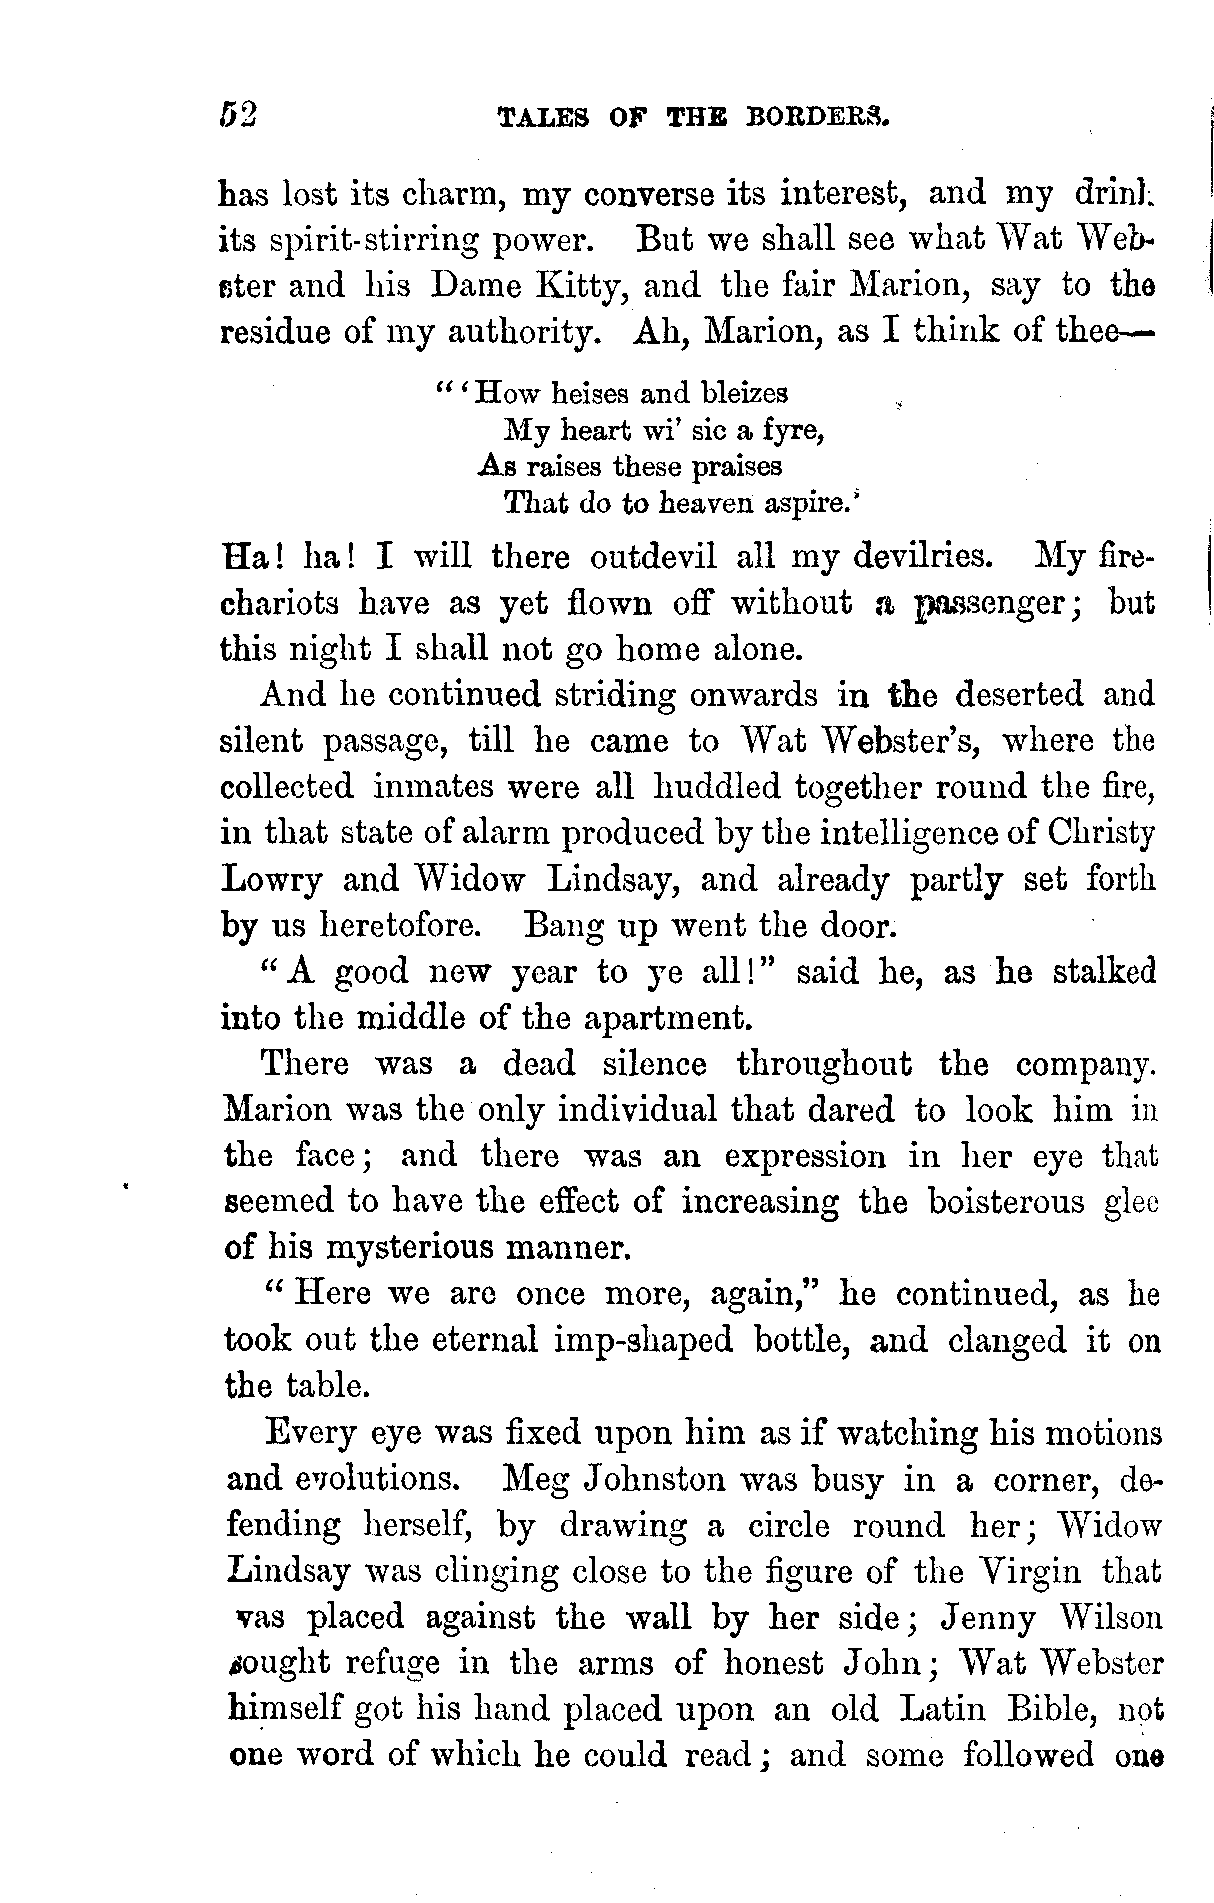 52 TALES OF THE BORDERS.
has lost its charm, my converse its interest, and my drink
its spirit-stirring power. But we shall see what Wat Web-
ster and his Dame Kitty, and the fair Marion, say to the
residue of my authority. Ah, Marion, as I think of thee—
"'How heises and bleizes
My heart wi' sic a fyre,
As raises these praises
That do to heaven aspire.'
Ha! ha! I will there outdevil all my devilries. My fire-
chariots have as yet flown off without a passenger; but
this night I shall not go home alone.
And he continued striding onwards in the deserted and
silent passage, till he came to Wat Webster's, where the
collected inmates were all huddled together round the fire,
in that state of alarm produced by the intelligence of Christy
Lowry and Widow Lindsay, and already partly set forth
by us heretofore. Bang up went the door.
"A good new year to ye all!" said he, as he stalked
into the middle of the apartment.
There was a dead silence throughout the company.
Marion was the only individual that dared to look him in
the face; and there was an expression in her eye that
seemed to have the effect of increasing the boisterous glee
of his mysterious manner.
"Here we are once more, again," he continued, as he
took out the eternal imp-shaped bottle, and clanged it on
the table.
Every eye was fixed upon him as if watching his motions
and evolutions. Meg Johnston was busy in a corner, de-
fending herself, by drawing a circle round her; Widow
Lindsay was clinging close to the figure of the Virgin that
was placed against the wall by her side; Jenny Wilson
sought refuge in the arms of honest John; Wat Webster
himself got his hand placed upon an old Latin Bible, not
one word of which he could read; and some followed one